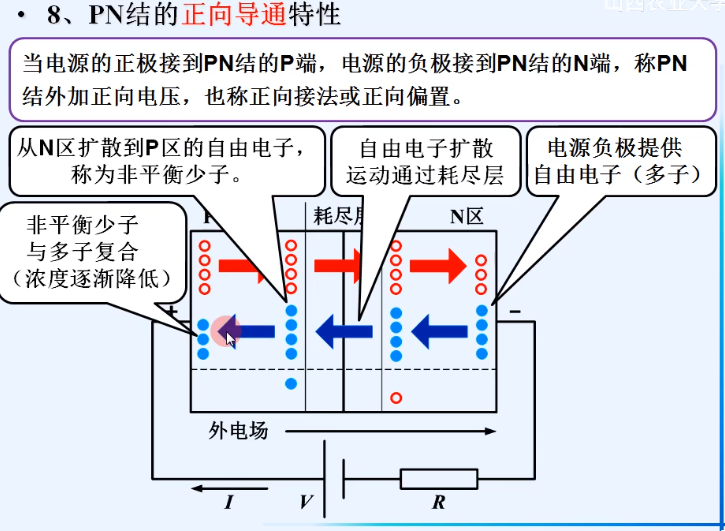 • 8、PN结的正向导通特性
当电源的正极接到PN结的P端，电源的负极接到PN结的N端，称PN
结外加正向电压，也称正向接法或正向偏置。
从N区扩散到P区的自由电子，
称为非平衡少子。
自由电子扩散
运动通过耗尽层
电源负极提供
自由电子（多子）
非平衡少子
与多子复合
（浓度逐渐降低）
P
耗尽层
N区
+
−
外电场
I
V
R